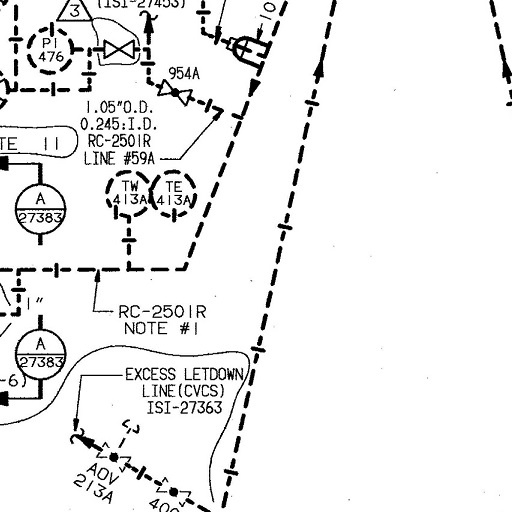 (ISI-27453)
3
10
PI
476
954A
1.05"O.D.
0.245:I.D.
RC-2501R
LINE #59A
TE 11
TW
413A
TE
413A
A
27383
1"
RC-2501R
NOTE #1
A
27383
-6)
EXCESS LETDOWN
LINE(CVCS)
ISI-27363
AOV
213A